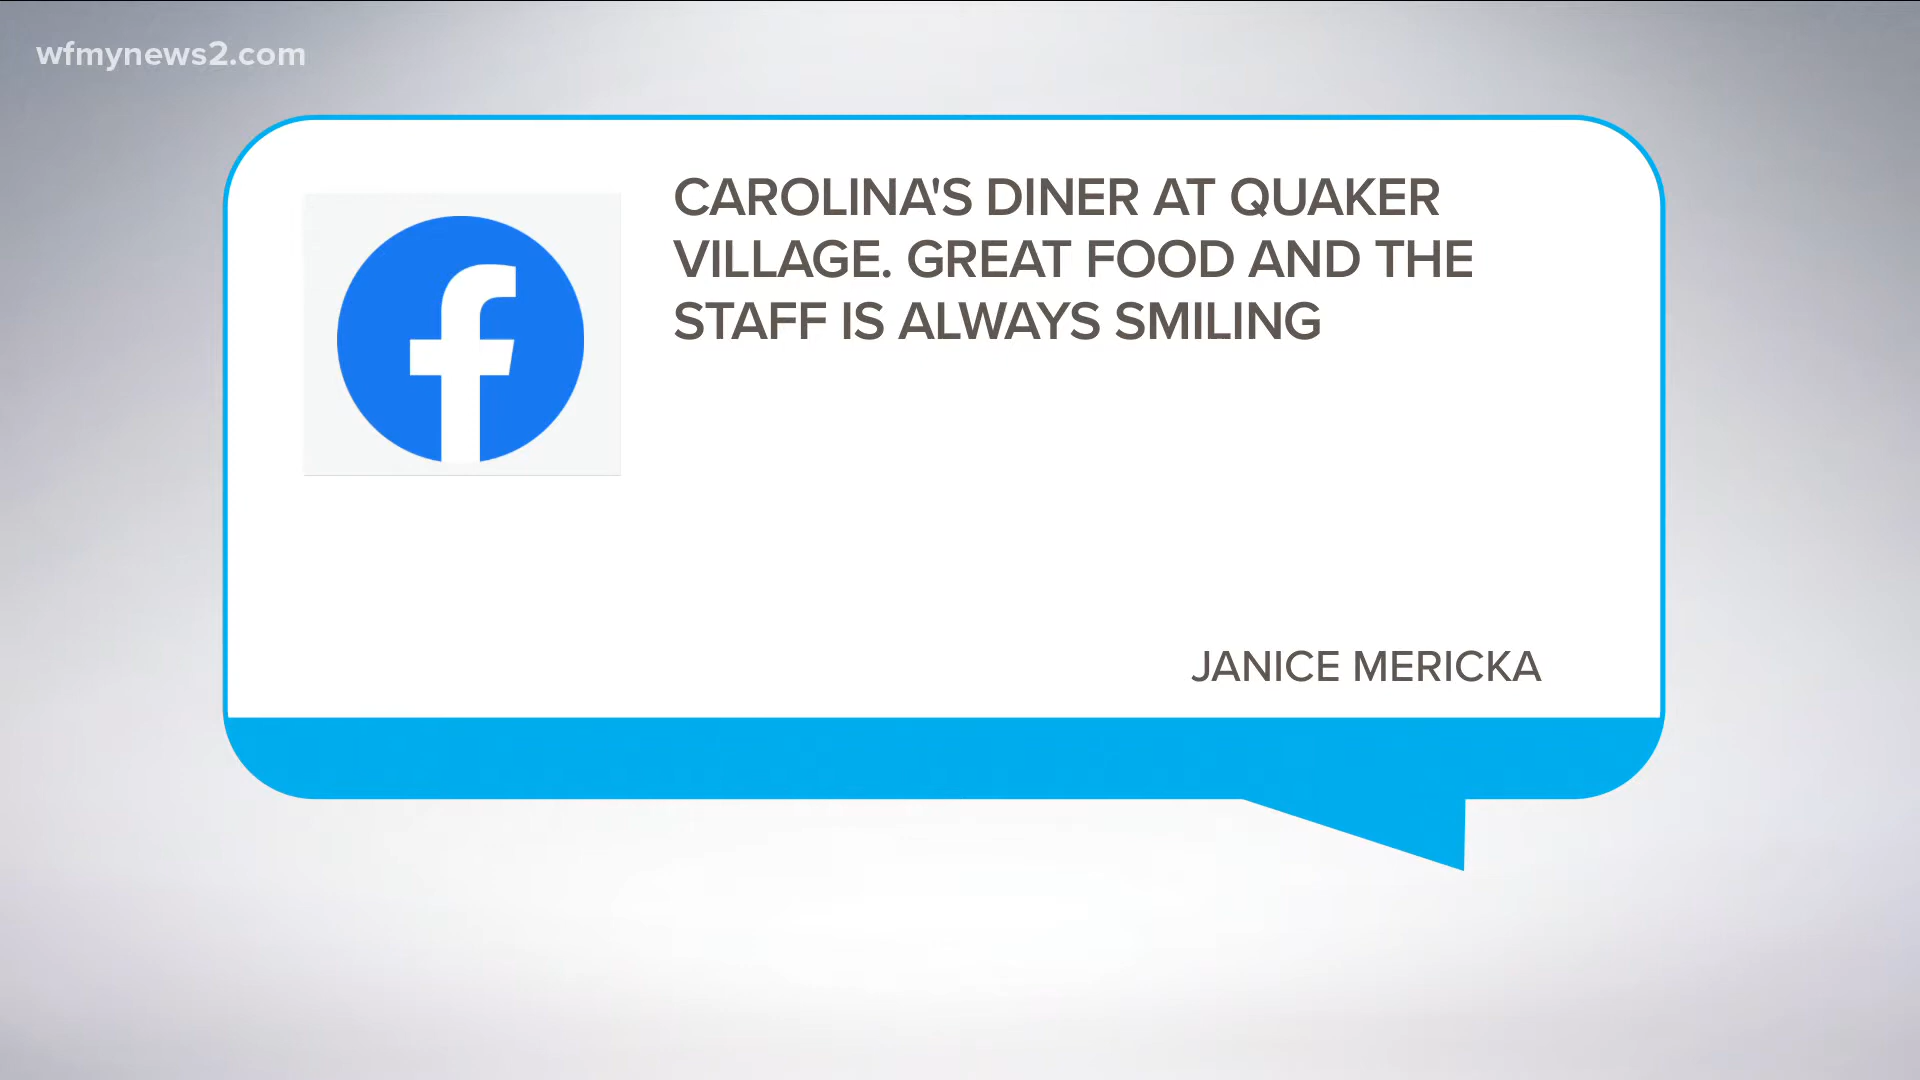 wfmynews2.com
CAROLINA'S DINER AT QUAKER
VILLAGE. GREAT FOOD AND THE
STAFF IS ALWAYS SMILING
JANICE MERICKA